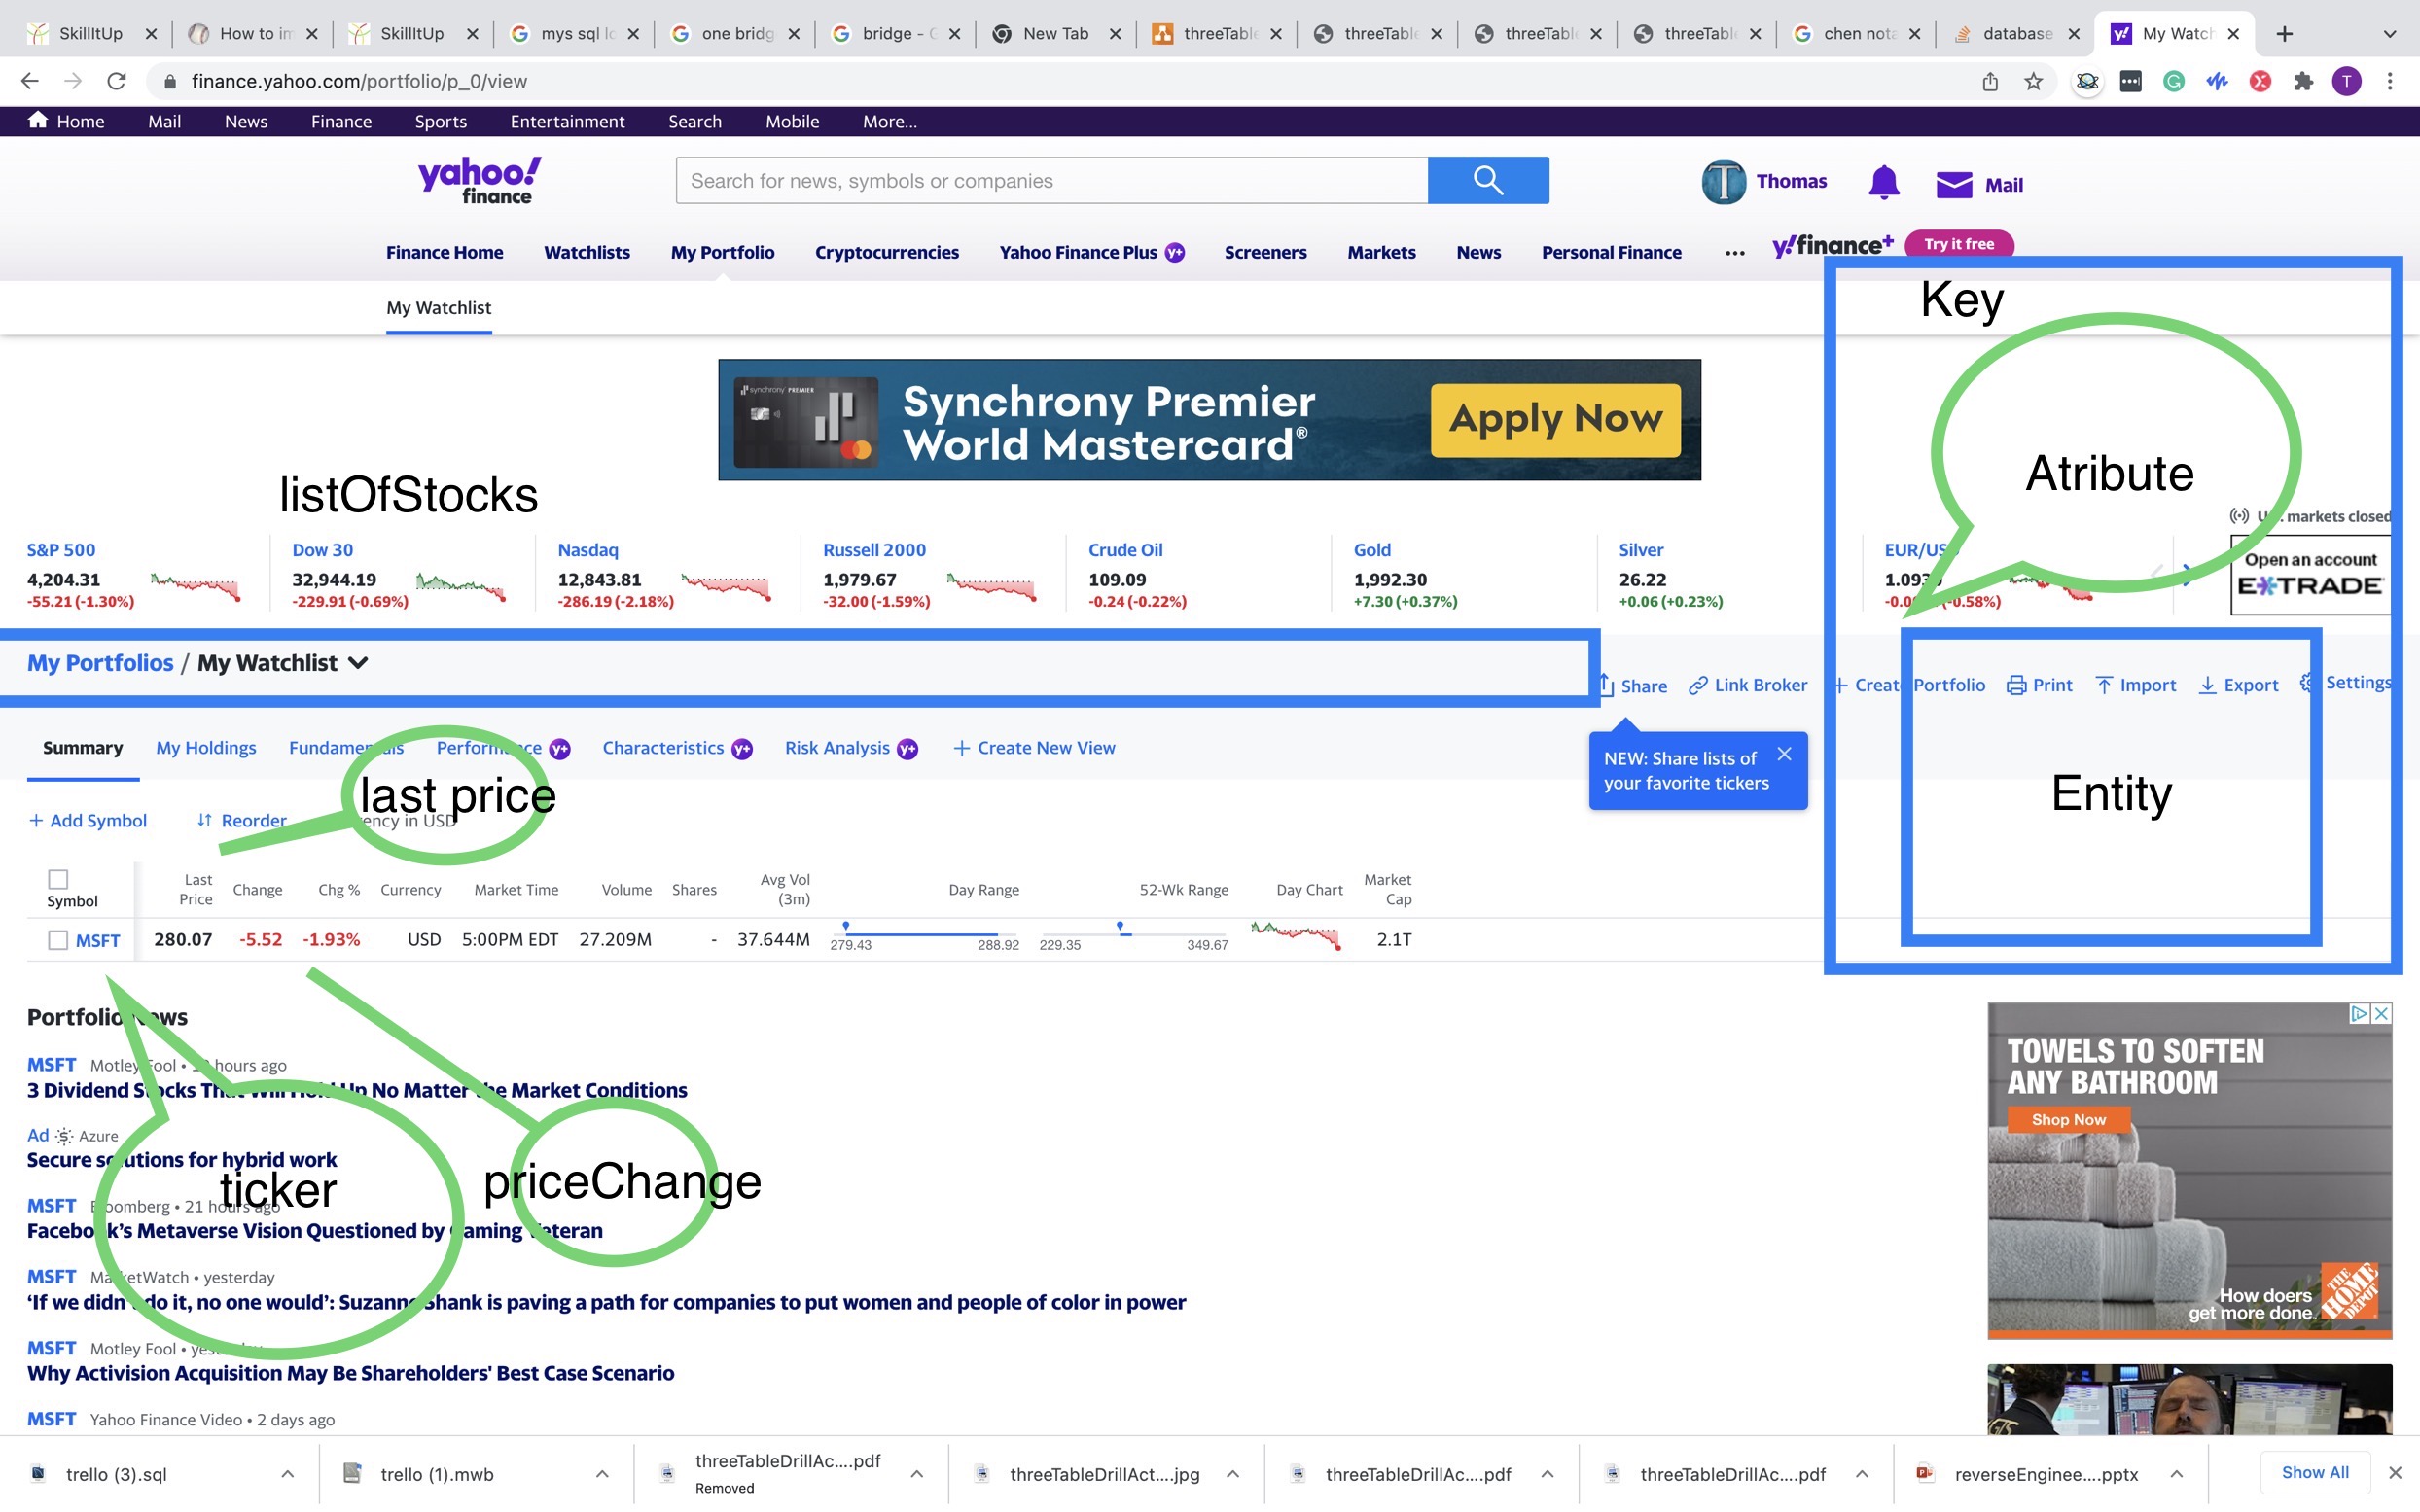 SkillItUp
How to im
SkillItUp
mys sql lo
one bridg
bridge - G
New Tab
threeTable
threeTabl
threeTabl
threeTabl
chen nota
database
My Watch
finance.yahoo.com/portfolio/p_0/view
T
Home Mail News Finance Sports Entertainment Search Mobile More...
yahoo!
finance
Search for news, symbols or companies
T Thomas
Mail
Finance Home Watchlists My Portfolio Cryptocurrencies Yahoo Finance Plus y+ Screeners Markets News Personal Finance ... y!finance+ Try it free
My Watchlist
Key
synchrony PREMIER
Synchrony Premier
World Mastercard®
Apply Now
Atribute
listOfStocks
markets closed
S&P 500 Dow 30 Nasdaq Russell 2000 Crude Oil Gold Silver EUR/US
4,204.31 32,944.19 12,843.81 1,979.67 109.09 1,992.30 26.22 1.093
-55.21 (-1.30%) -229.91 (-0.69%) -286.19 (-2.18%) -32.00 (-1.59%) -0.24 (-0.22%) +7.30 (+0.37%) +0.06 (+0.23%) 0.58%)
Open an account
E*TRADE
My Portfolios / My Watchlist
Share Link Broker + Create Portfolio Print Import Export Settings
Summary My Holdings Fundamentals Performance y+ Characteristics y+ Risk Analysis y+ + Create New View
NEW: Share lists of
your favorite tickers
last price
Entity
+ Add Symbol Reorder ency in USD
Symbol Last Price Change Chg % Currency Market Time Volume Shares Avg Vol (3m) Day Range 52-Wk Range Day Chart Market Cap
MSFT 280.07 -5.52 -1.93% USD 5:00PM EDT 27.209M - 37.644M 279.43 288.92 229.35 349.67 2.1T
Portfolio News
MSFT Motley Fool • hours ago
3 Dividend Stocks That Will Hold Up No Matter the Market Conditions
Ad Azure
Secure solutions for hybrid work
ticker
priceChange
MSFT Bloomberg • 21 hours ago
Facebook's Metaverse Vision Questioned by Gaming Veteran
MSFT MarketWatch • yesterday
‘If we didn't do it, no one would’: Suzanne Shank is paving a path for companies to put women and people of color in power
MSFT Motley Fool • yesterday
Why Activision Acquisition May Be Shareholders' Best Case Scenario
MSFT Yahoo Finance Video • 2 days ago
TOWELS TO SOFTEN
ANY BATHROOM
Shop Now
How doers
get more done.
THE HOME DEPOT
trello (3).sql
trello (1).mwb
threeTableDrillAc....pdf
Removed
threeTableDrillAct....jpg
threeTableDrillAc....pdf
threeTableDrillAc....pdf
reverseEnginee....pptx
Show All